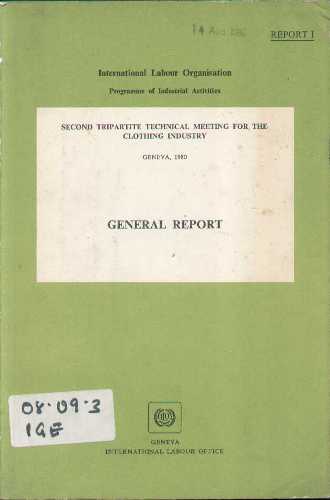 14 AUG 1980
REPORT I
International Labour Organisation
Programme of Industrial Activities
SECOND TRIPARTITE TECHNICAL MEETING FOR THE
CLOTHING INDUSTRY
GENEVA, 1980
GENERAL REPORT
08·09·3
IGE
GENEVA
INTERNATIONAL LABOUR OFFICE